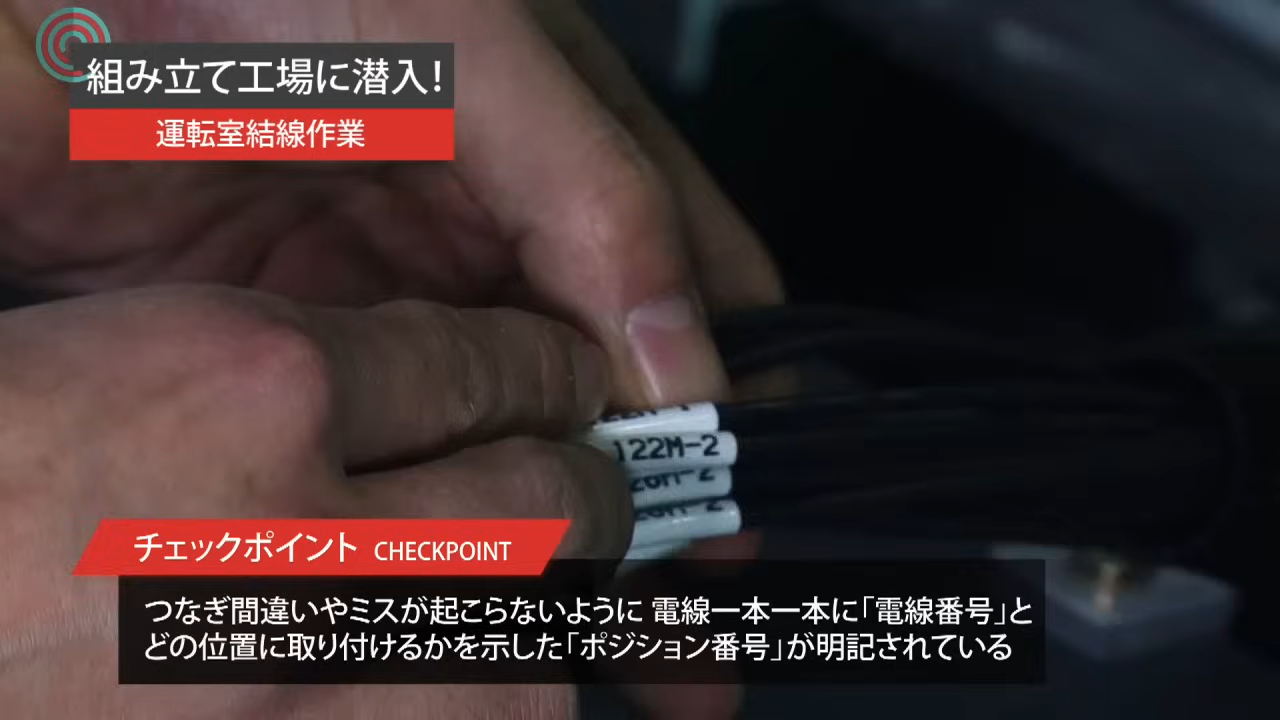 組み立て工場に潜入!
運転室結線作業
122M-2
チェックポイント CHECKPOINT
つなぎ間違いやミスが起こらないように 電線一本一本に「電線番号」と
どの位置に取り付けるかを示した「ポジション番号」が明記されている